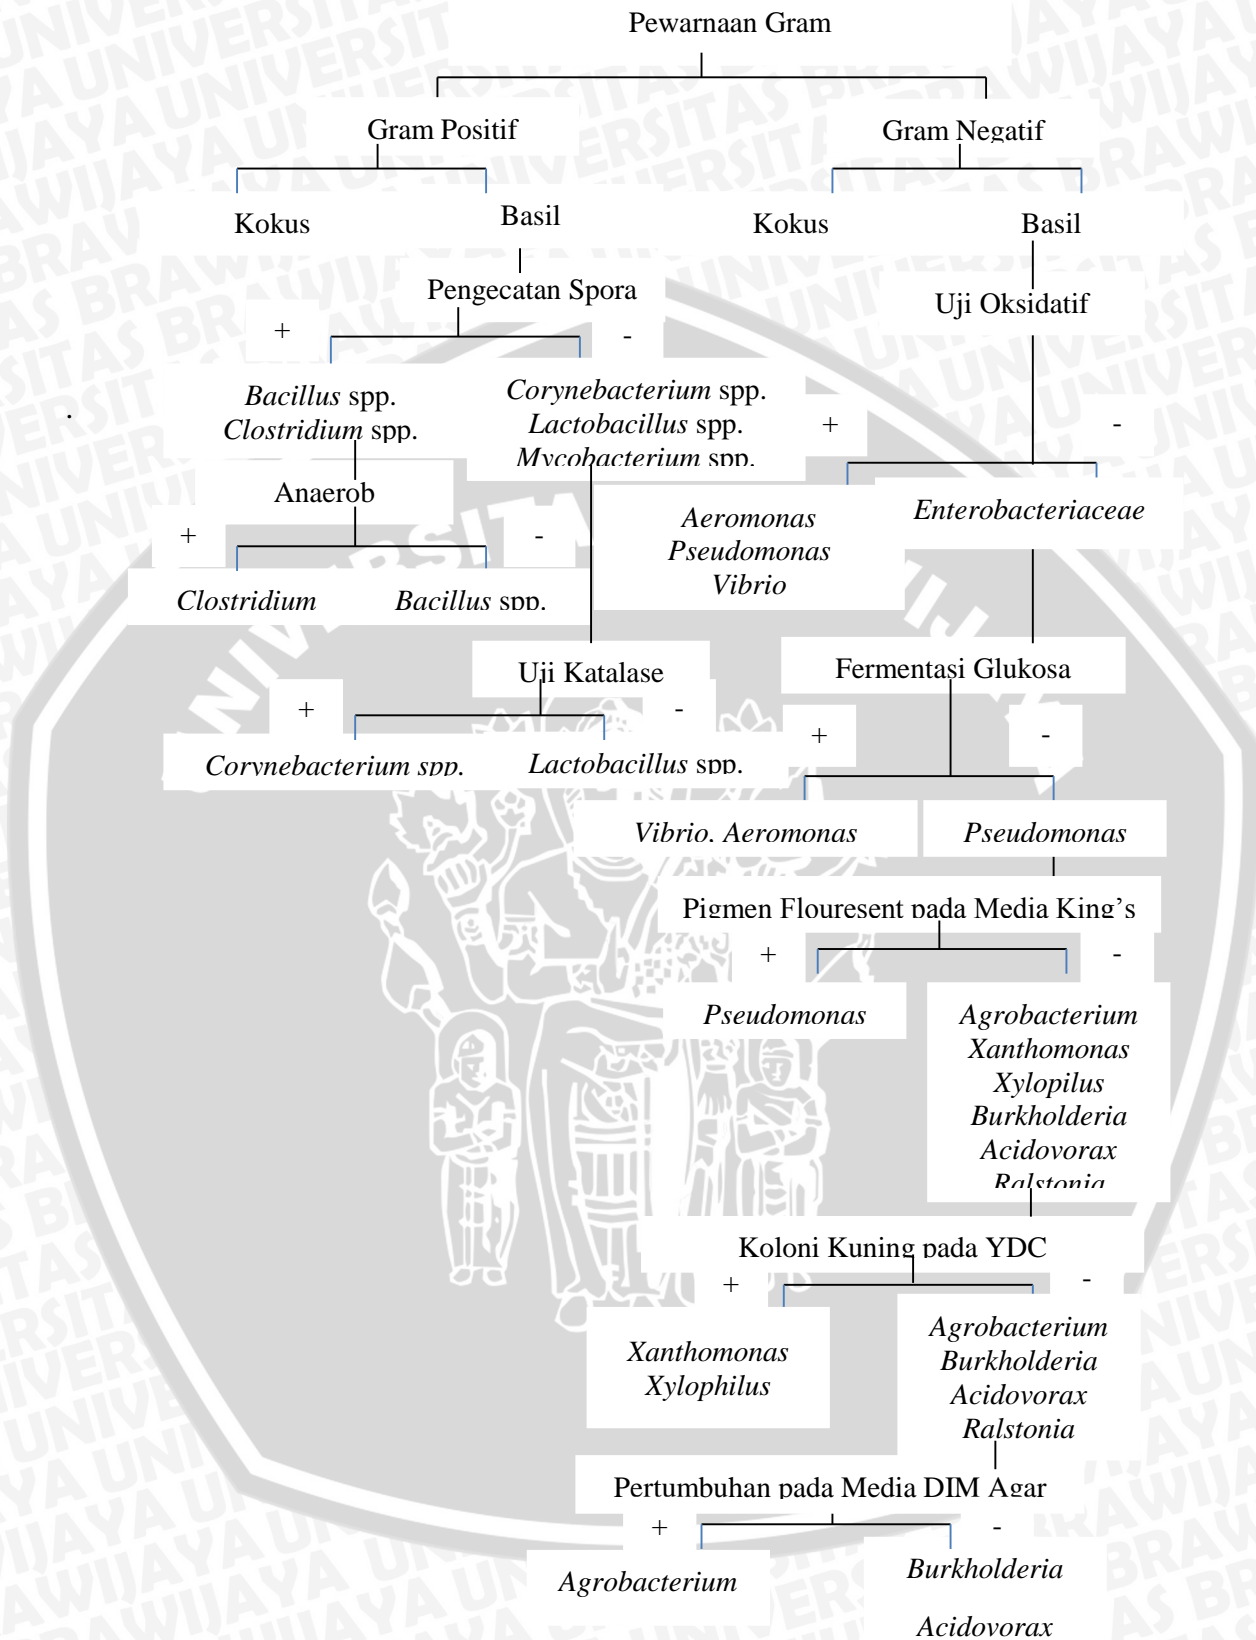 Pewarnaan Gram
Gram Positif
Gram Negatif
Kokus
Basil
Kokus
Basil
Pengecatan Spora
Uji Oksidatif
+
-
Bacillus spp.
Clostridium spp.
Corynebacterium spp.
Lactobacillus spp.
Mycobacterium spp.
.
+
-
Anaerob
Aeromonas
Pseudomonas
Vibrio
Enterobacteriaceae
+
-
Clostridium
Bacillus spp.
Uji Katalase
Fermentasi Glukosa
+
-
+
-
Corynebacterium spp.
Lactobacillus spp.
Vibrio. Aeromonas
Pseudomonas
Pigmen Flouresent pada Media King's
+
-
Pseudomonas
Agrobacterium
Xanthomonas
Xylopilus
Burkholderia
Acidovorax
Ralstonia
Koloni Kuning pada YDC
+
-
Xanthomonas
Xylophilus
Agrobacterium
Burkholderia
Acidovorax
Ralstonia
Pertumbuhan pada Media DIM Agar
+
-
Agrobacterium
Burkholderia
Acidovorax